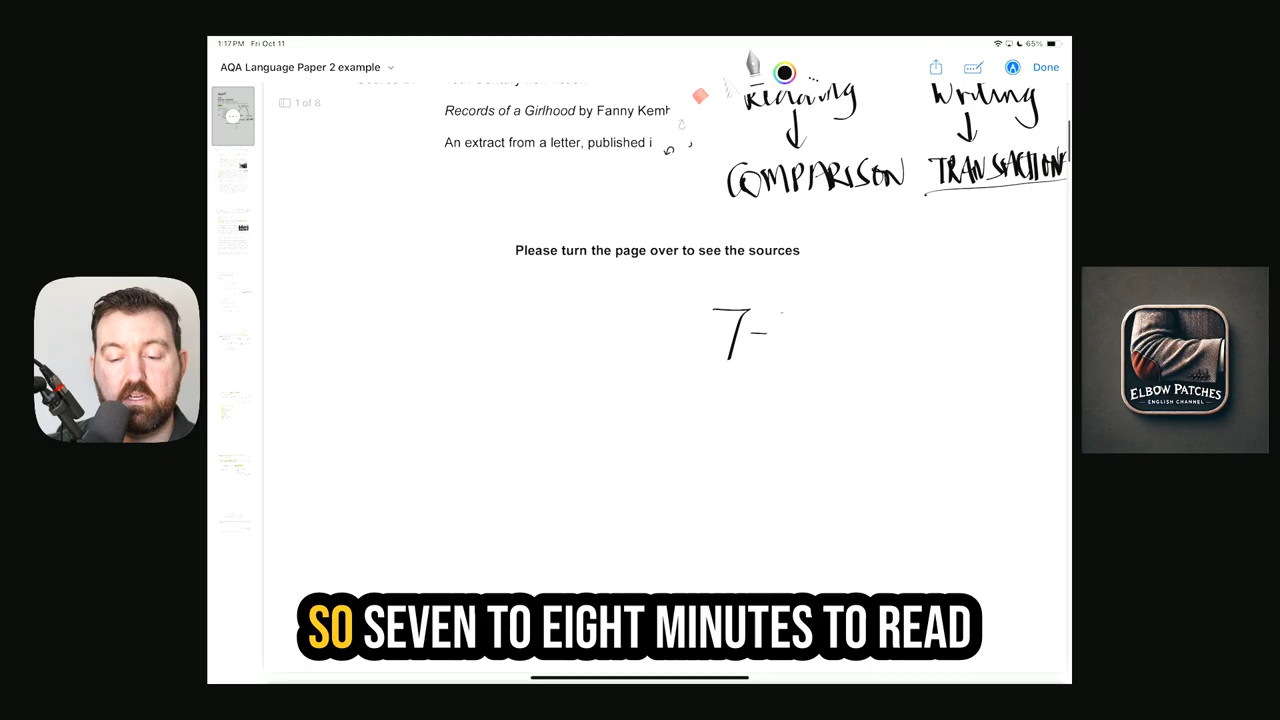 1:17 PM Fri Oct 11
65%
AQA Language Paper 2 example
Done
1 of 8
Records of a Girlhood by Fanny Kemb
An extract from a letter, published i
Reading
Writing
COMPARISON
TRANSACTION
Please turn the page over to see the sources
7-
ELBOW PATCHES
ENGLISH CHANNEL
SO SEVEN TO EIGHT MINUTES TO READ